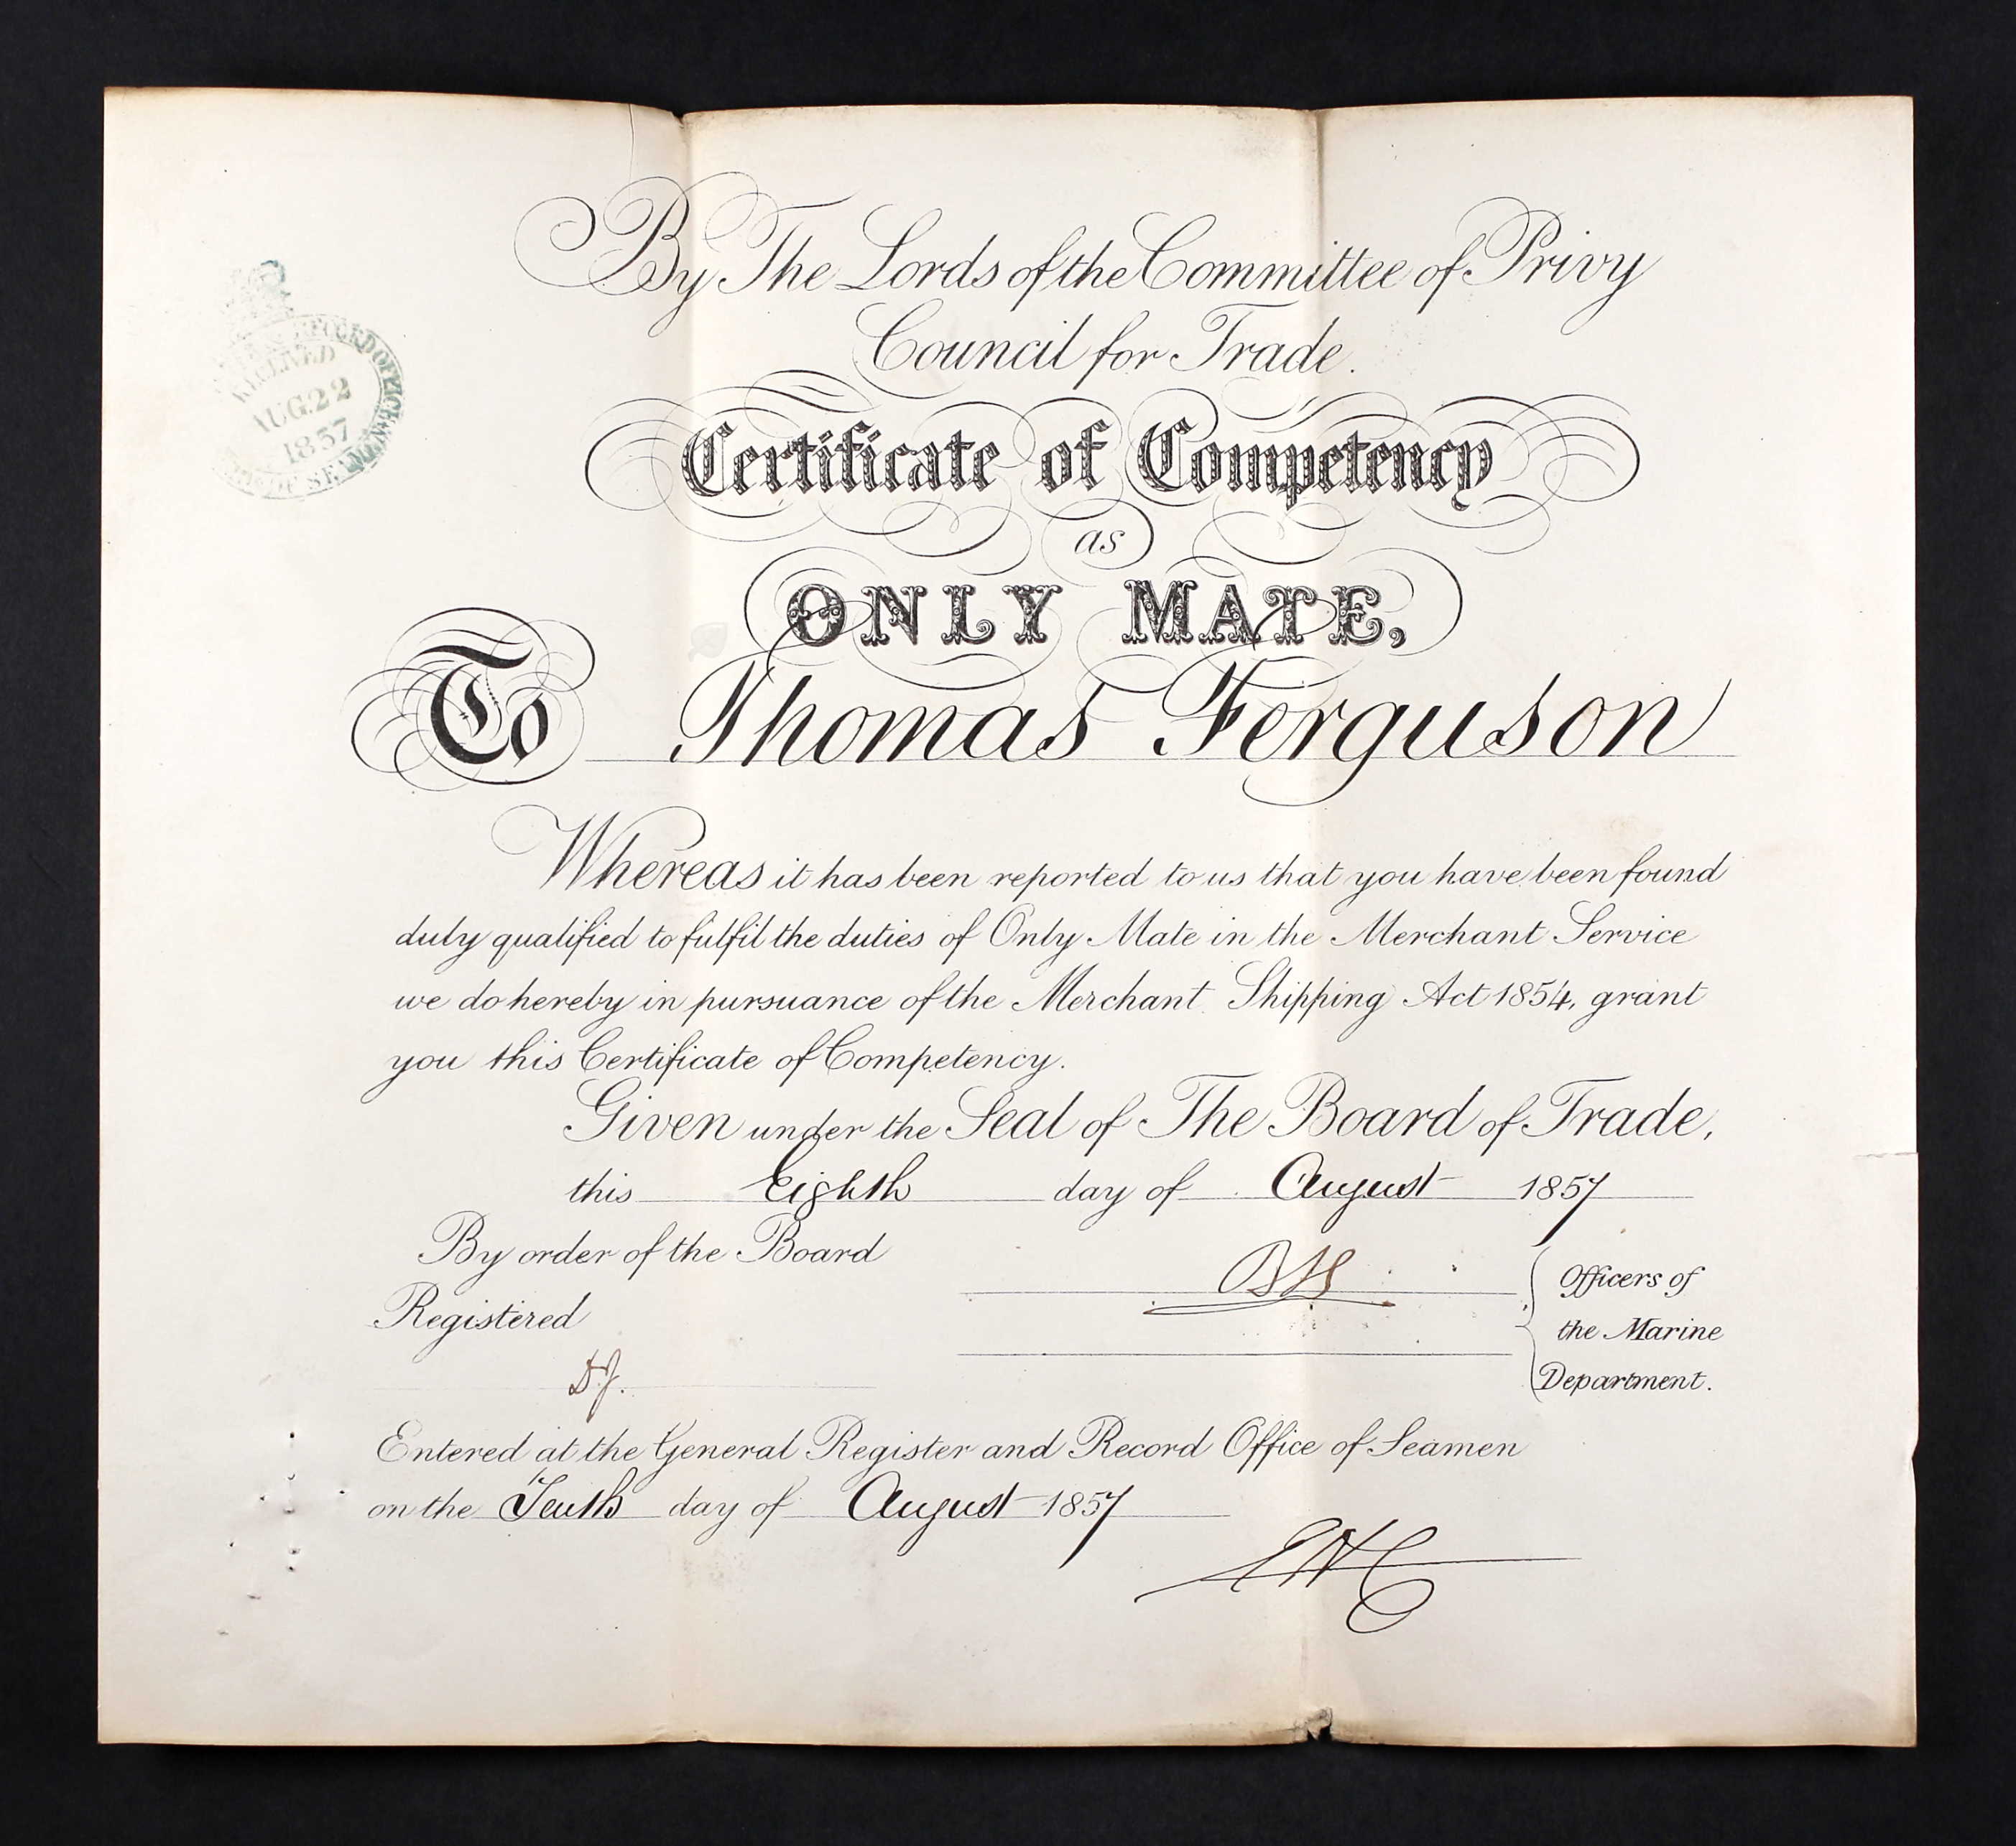 By The Lords of the Committee of Privy
Council for Trade.
RECEIVED
AUG 22
1857
Certificate of Competency
as
ONLY MATE,
To Thomas Ferguson
Whereas it has been reported to us that you have been found
duly qualified to fulfil the duties of Only Mate in the Merchant Service
we do hereby in pursuance of the Merchant Shipping Act 1854, grant
you this Certificate of Competency.
Given under the Seal of The Board of Trade,
this Eighth day of August 1857
By order of the Board
Officers of
the Marine
Department.
Registered
Entered at the General Register and Record Office of Seamen
on the Tenth day of August 1857